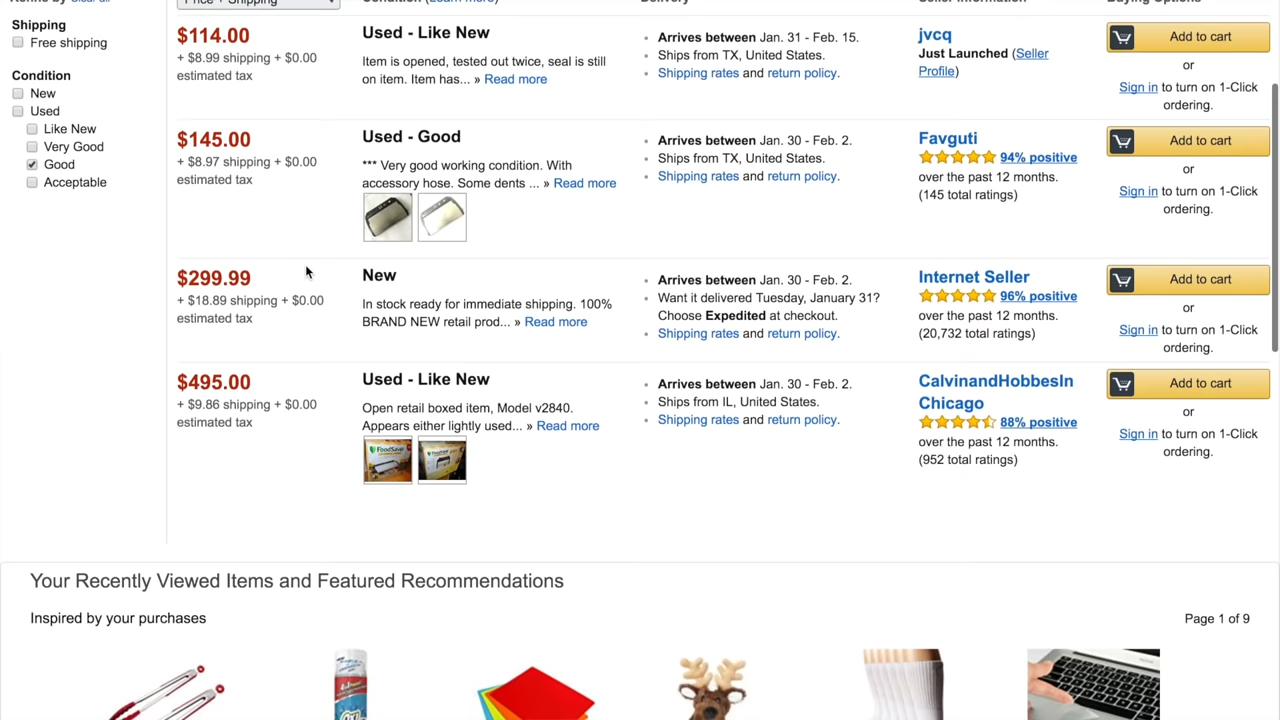 Price + Shipping
Condition (Learn more)
Delivery
Seller Information
Buying Options
Shipping
Free shipping
Condition
New
Used
Like New
Very Good
Good
Acceptable
$114.00
+ $8.99 shipping + $0.00
estimated tax
Used - Like New
Item is opened, tested out twice, seal is still
on item. Item has... » Read more
Arrives between Jan. 31 - Feb. 15.
Ships from TX, United States.
Shipping rates and return policy.
jvcq
Just Launched (Seller
Profile)
Add to cart
or
Sign in to turn on 1-Click
ordering.
$145.00
+ $8.97 shipping + $0.00
estimated tax
Used - Good
*** Very good working condition. With
accessory hose. Some dents ... » Read more
Arrives between Jan. 30 - Feb. 2.
Ships from TX, United States.
Shipping rates and return policy.
Favguti
94% positive
over the past 12 months.
(145 total ratings)
Add to cart
or
Sign in to turn on 1-Click
ordering.
$299.99
+ $18.89 shipping + $0.00
estimated tax
New
In stock ready for immediate shipping. 100%
BRAND NEW retail prod... » Read more
Arrives between Jan. 30 - Feb. 2.
Want it delivered Tuesday, January 31?
Choose Expedited at checkout.
Shipping rates and return policy.
Internet Seller
96% positive
over the past 12 months.
(20,732 total ratings)
Add to cart
or
Sign in to turn on 1-Click
ordering.
$495.00
+ $9.86 shipping + $0.00
estimated tax
Used - Like New
Open retail boxed item, Model v2840.
Appears either lightly used... » Read more
FoodSaver
Arrives between Jan. 30 - Feb. 2.
Ships from IL, United States.
Shipping rates and return policy.
CalvinandHobbesIn
Chicago
88% positive
over the past 12 months.
(952 total ratings)
Add to cart
or
Sign in to turn on 1-Click
ordering.
Your Recently Viewed Items and Featured Recommendations
Inspired by your purchases
Page 1 of 9